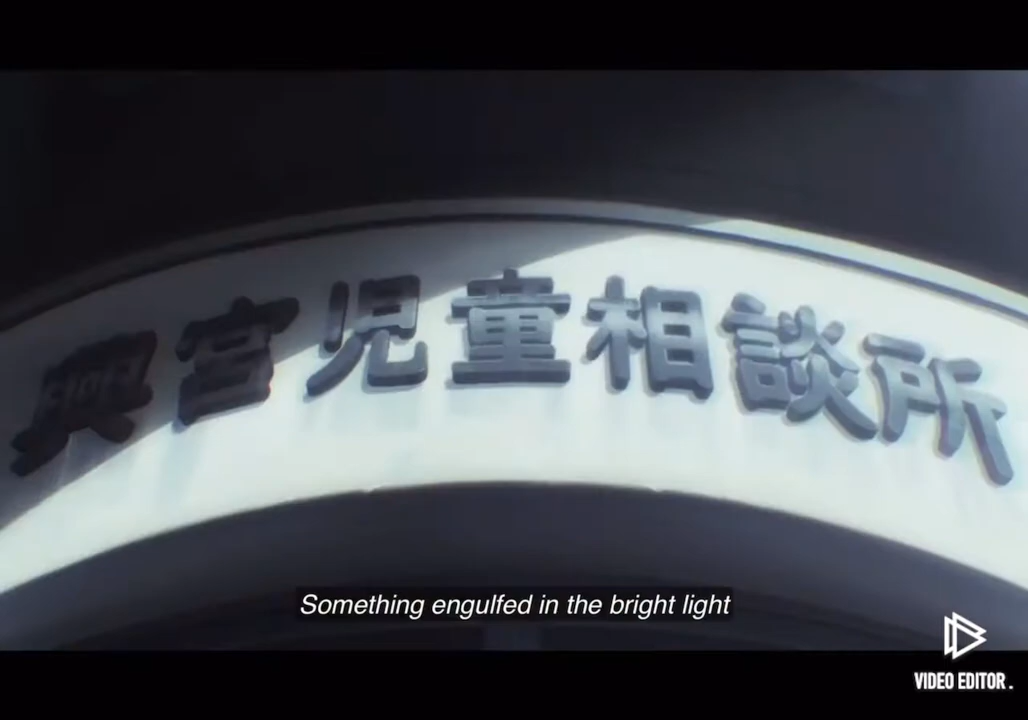 興宮児童相談所
Something engulfed in the bright light
VIDEO EDITOR.